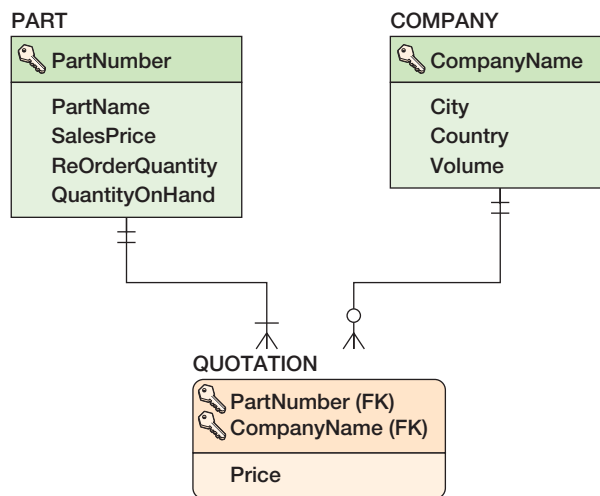 PART
PartNumber
PartName
SalesPrice
ReOrderQuantity
QuantityOnHand
COMPANY
CompanyName
City
Country
Volume
QUOTATION
PartNumber (FK)
CompanyName (FK)
Price